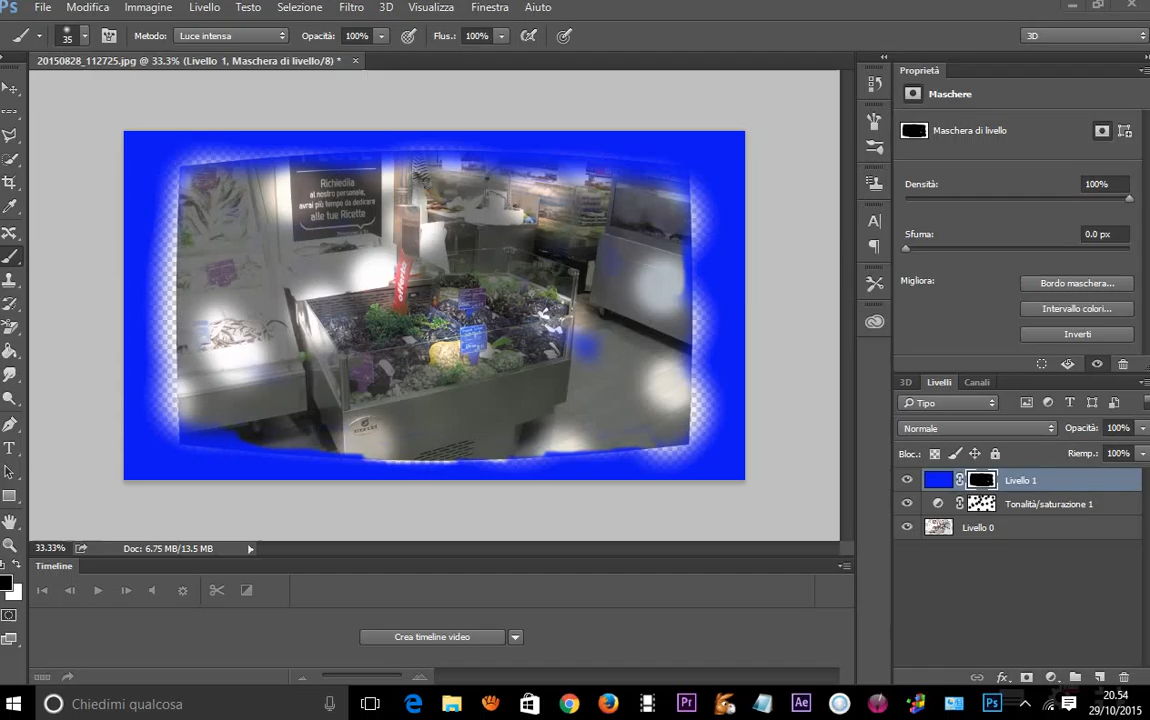 Ps File Modifica Immagine Livello Testo Selezione Filtro 3D Visualizza Finestra Aiuto
35 Metodo: Luce intensa Opacità: 100% Flus.: 100% 3D
20150828_112725.jpg @ 33.3% (Livello 1, Maschera di livello/8) *
Proprietà
Maschere
Maschera di livello
Densità: 100%
Sfuma: 0.0 px
Migliora: Bordo maschera...
Intervallo colori...
Inverti
Richiedila
al nostro personale,
avrai più tempo da dedicare
alle tue Ricette
offerta
3D Livelli Canali
Tipo
Normale Opacità: 100%
Bloc.: Riemp.: 100%
Livello 1
Tonalità/saturazione 1
Livello 0
33.33% Doc: 6.75 MB/13.5 MB
Timeline
Crea timeline video
Chiedimi qualcosa
Pr Ae Ps
20.54
29/10/2015